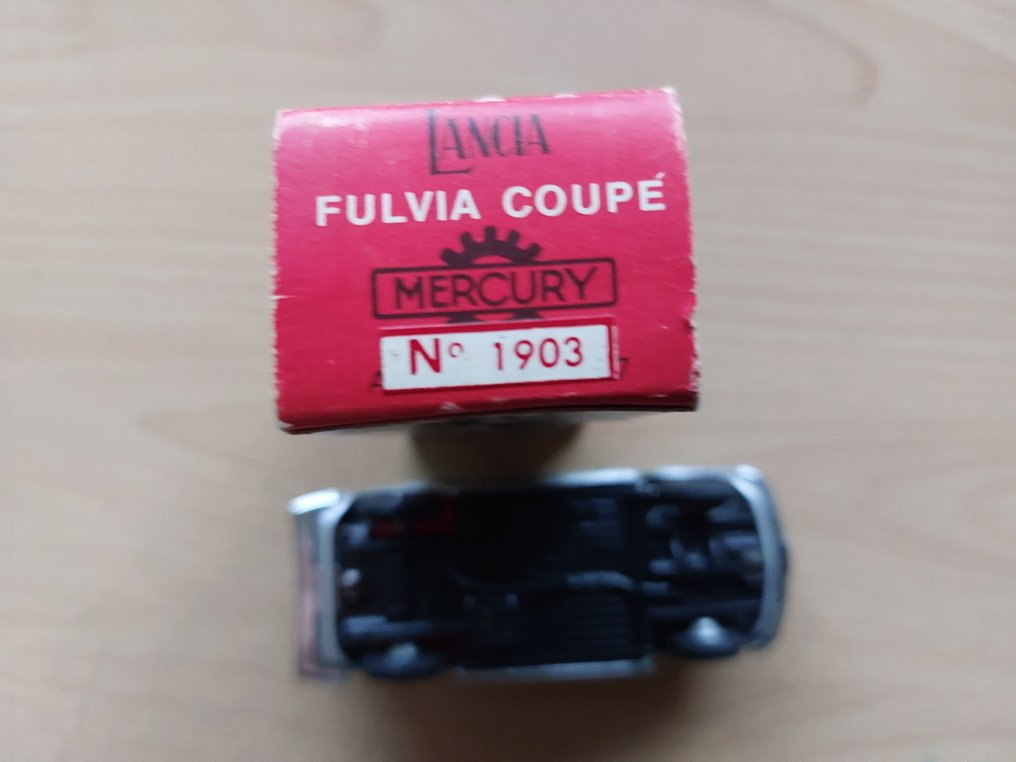 LANCIA
FULVIA COUPÉ
MERCURY
Nº 1903